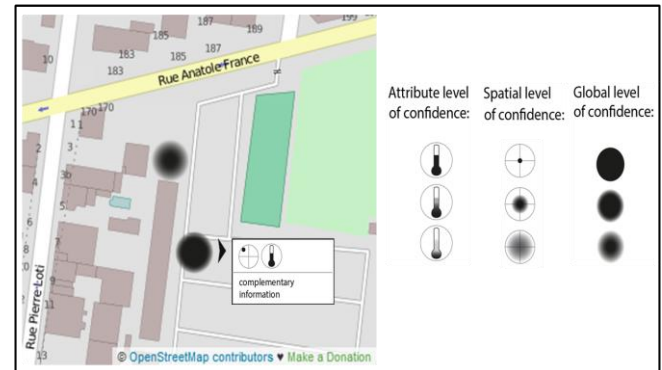 187
199
185
187
189
10
183
185
183
Rue Anatole France
170
170
11
2
3
3b
4
5
6
7
8
9
11
13
Rue Pierre-Loti
complementary
information
© OpenStreetMap contributors ♥ Make a Donation
Attribute level
of confidence:
Spatial level
of confidence:
Global level
of confidence: